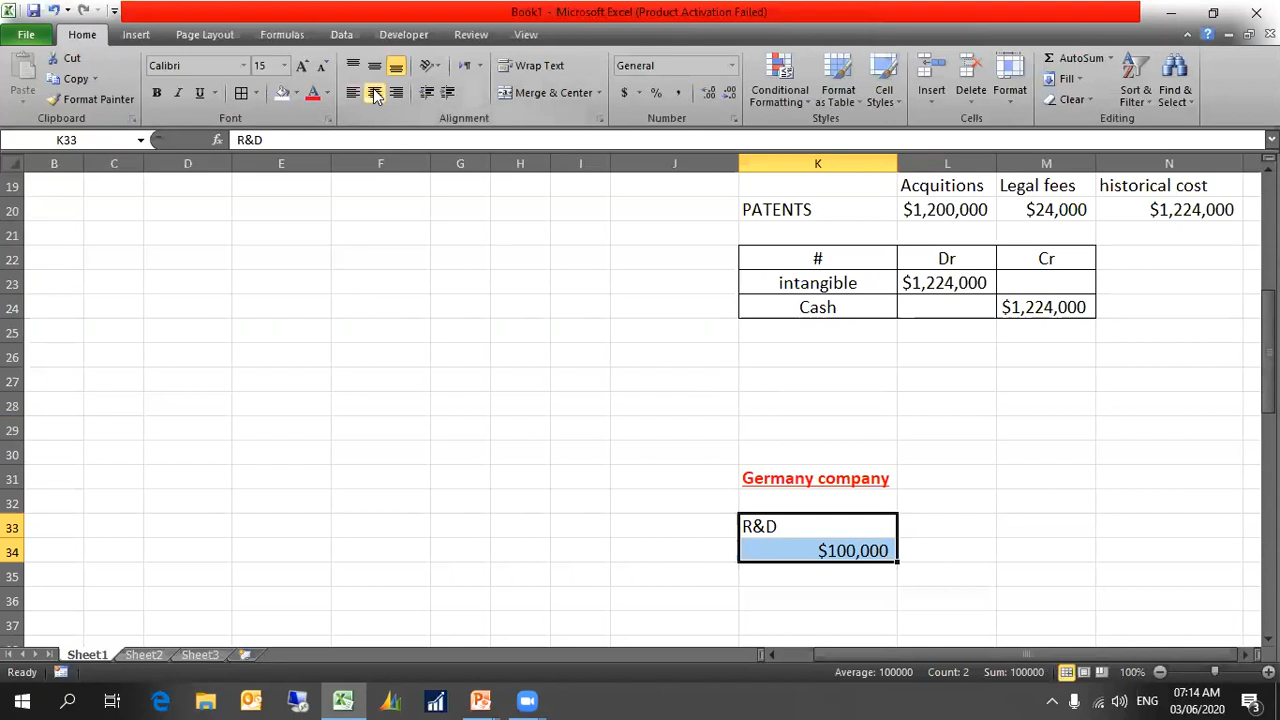 Book1 - Microsoft Excel (Product Activation Failed)
File Home Insert Page Layout Formulas Data Developer Review View
Paste Cut Copy Format Painter Clipboard
Calibri 15 A A B I U A Font
Wrap Text Merge & Center Alignment
General $ % , Number
Conditional Formatting Format as Table Cell Styles Styles
Insert Delete Format Cells
Σ AutoSum Fill Clear Sort & Filter Find & Select Editing
K33 fx R&D
B C D E F G H I J K L M N
19 Acquitions Legal fees historical cost
20 PATENTS $1,200,000 $24,000 $1,224,000
21
22 # Dr Cr
23 intangible $1,224,000
24 Cash $1,224,000
25
26
27
28
29
30
31 Germany company
32
33 R&D
34 $100,000
35
36
37
Sheet1 Sheet2 Sheet3
Ready Average: 100000 Count: 2 Sum: 100000 100%
ENG 07:14 AM
03/06/2020 3